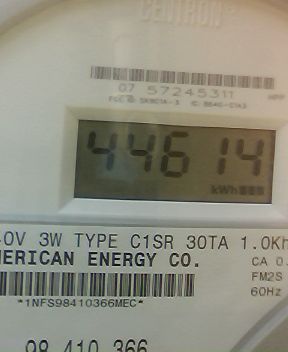 CENTRON®
07 57245311
44614
kWh
0V 3W TYPE C1SR 30TA 1.0Kh
MERICAN ENERGY CO.
CA 0.
FM2S
60Hz
*1NFS98410366MEC*
98 410 366